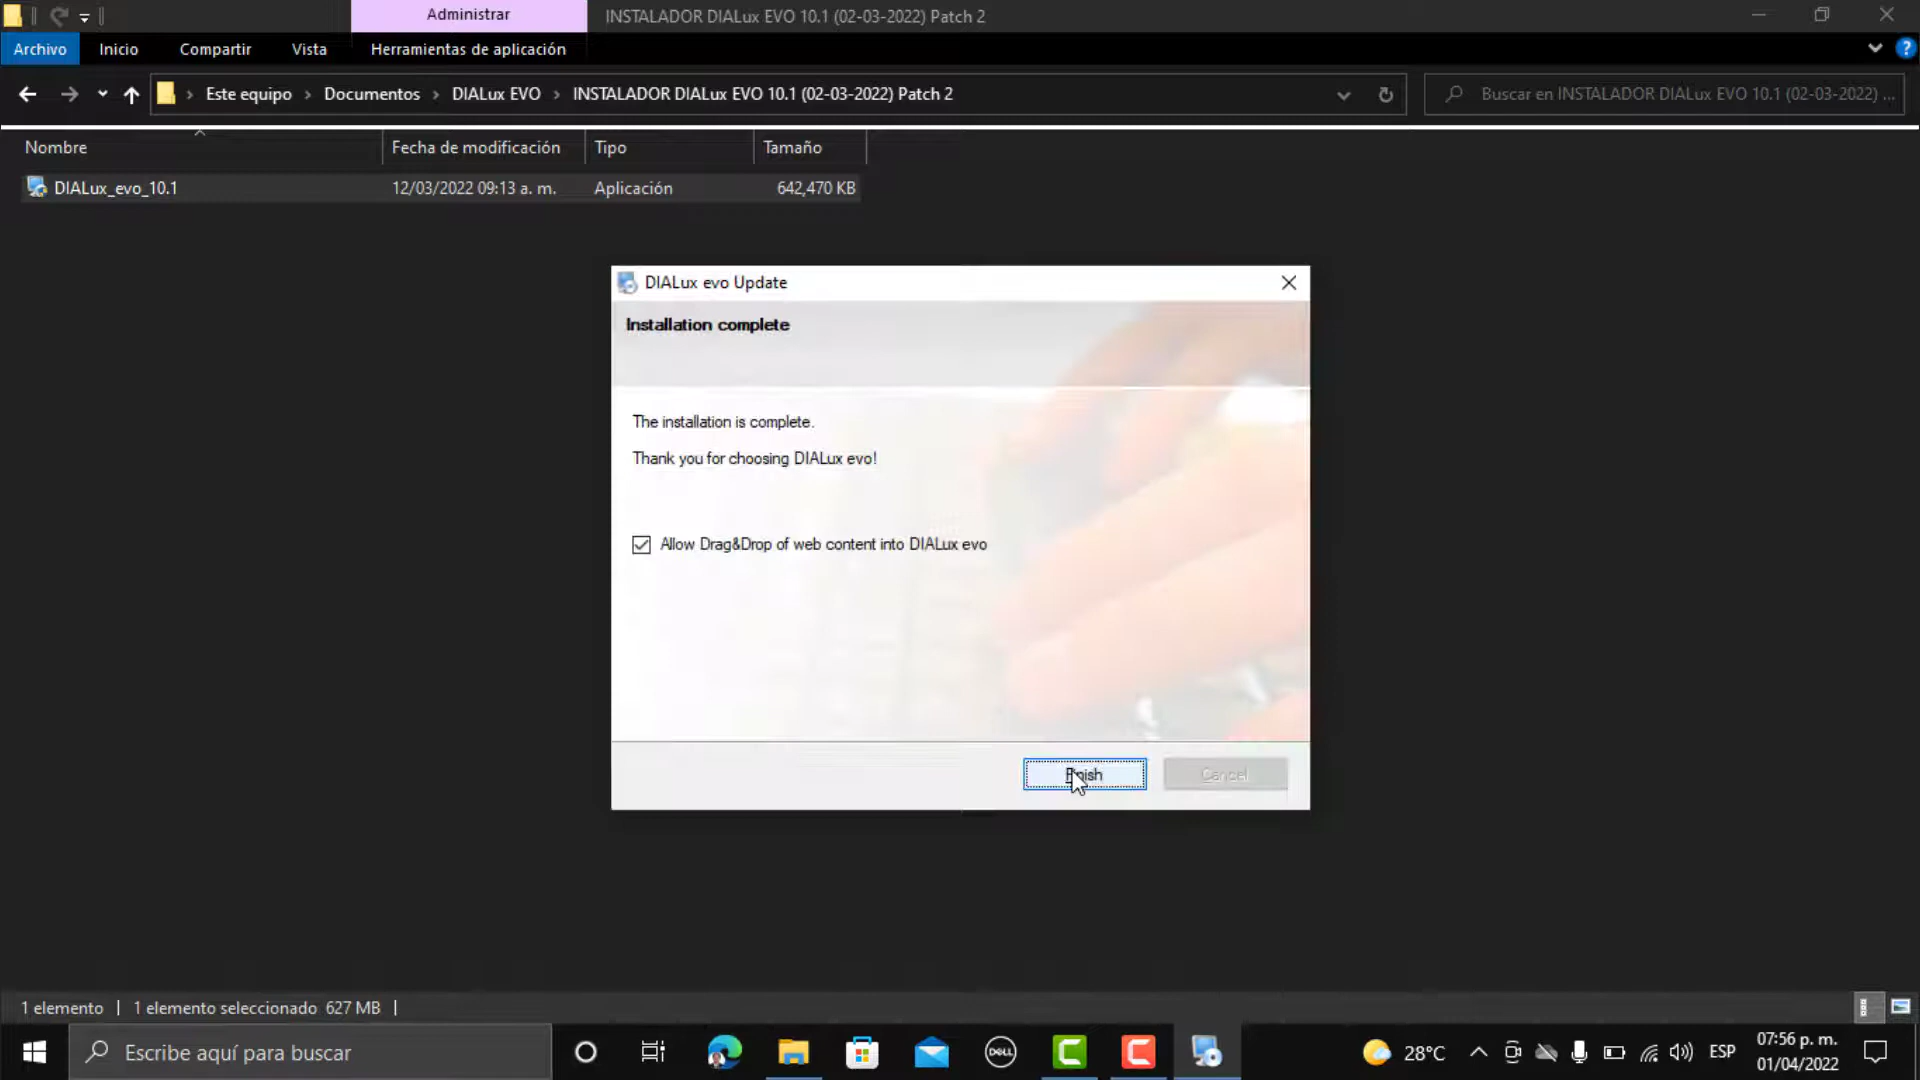 Administrar
INSTALADOR DIALux EVO 10.1 (02-03-2022) Patch 2
Archivo
Inicio
Compartir
Vista
Herramientas de aplicación
Este equipo
Documentos
DIALux EVO
INSTALADOR DIALux EVO 10.1 (02-03-2022) Patch 2
Buscar en INSTALADOR DIALux EVO 10.1 (02-03-2022) ...
Nombre
Fecha de modificación
Tipo
Tamaño
DIALux_evo_10.1
12/03/2022 09:13 a. m.
Aplicación
642,470 KB
DIALux evo Update
Installation complete
The installation is complete.
Thank you for choosing DIALux evo!
Allow Drag&Drop of web content into DIALux evo
Finish
Cancel
1 elemento
1 elemento seleccionado 627 MB
Escribe aquí para buscar
DELL
28°C
ESP
07:56 p. m.
01/04/2022